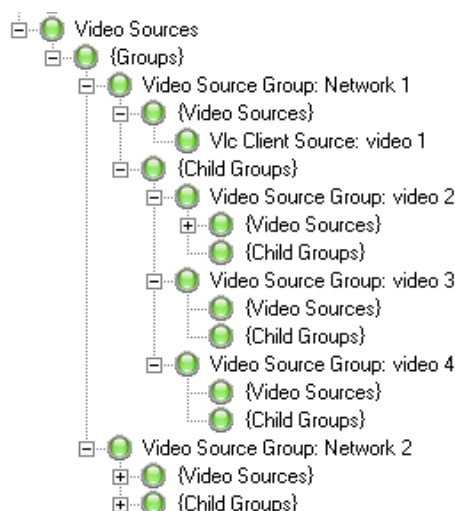 Video Sources
{Groups}
Video Source Group: Network 1
{Video Sources}
Vlc Client Source: video 1
{Child Groups}
Video Source Group: video 2
{Video Sources}
{Child Groups}
Video Source Group: video 3
{Video Sources}
{Child Groups}
Video Source Group: video 4
{Video Sources}
{Child Groups}
Video Source Group: Network 2
{Video Sources}
{Child Groups}